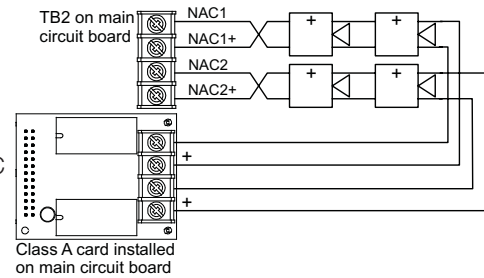 TB2 on main
circuit board
NAC1
NAC1+
NAC2
NAC2+
+ +
+ +
+
+
Class A card installed
on main circuit board